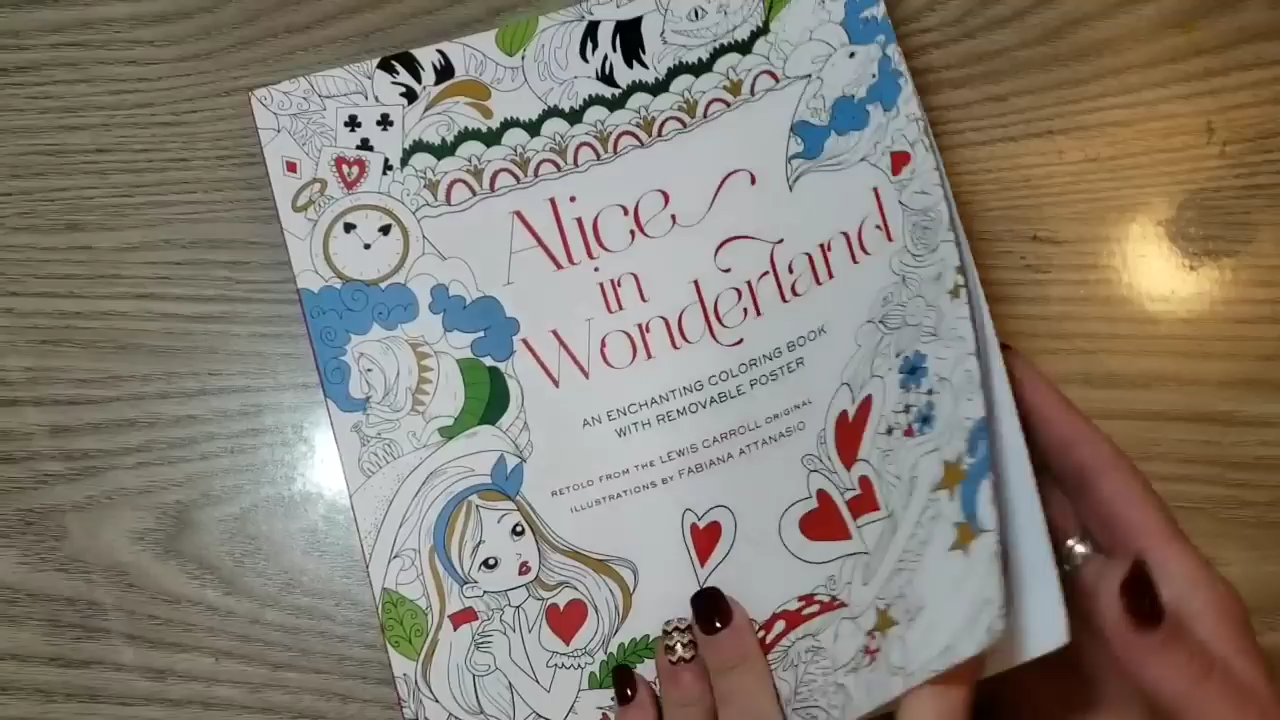 Alice
in
Wonderland
AN ENCHANTING COLORING BOOK
WITH REMOVABLE POSTER
RETOLD FROM THE LEWIS CARROLL ORIGINAL
ILLUSTRATIONS BY FABIANA ATTANASIO